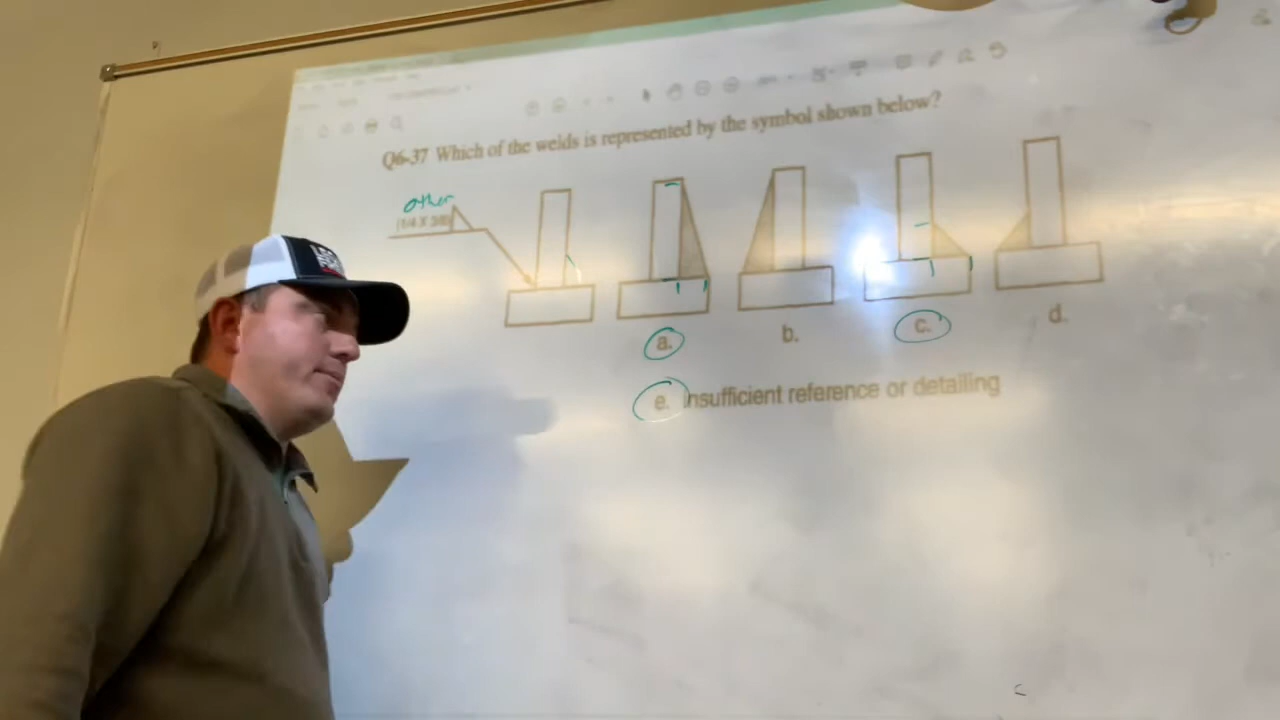 Q6-37 Which of the welds is represented by the symbol shown below?
other
(1/4 X 3/8)
a.
b.
c.
d.
e. Insufficient reference or detailing